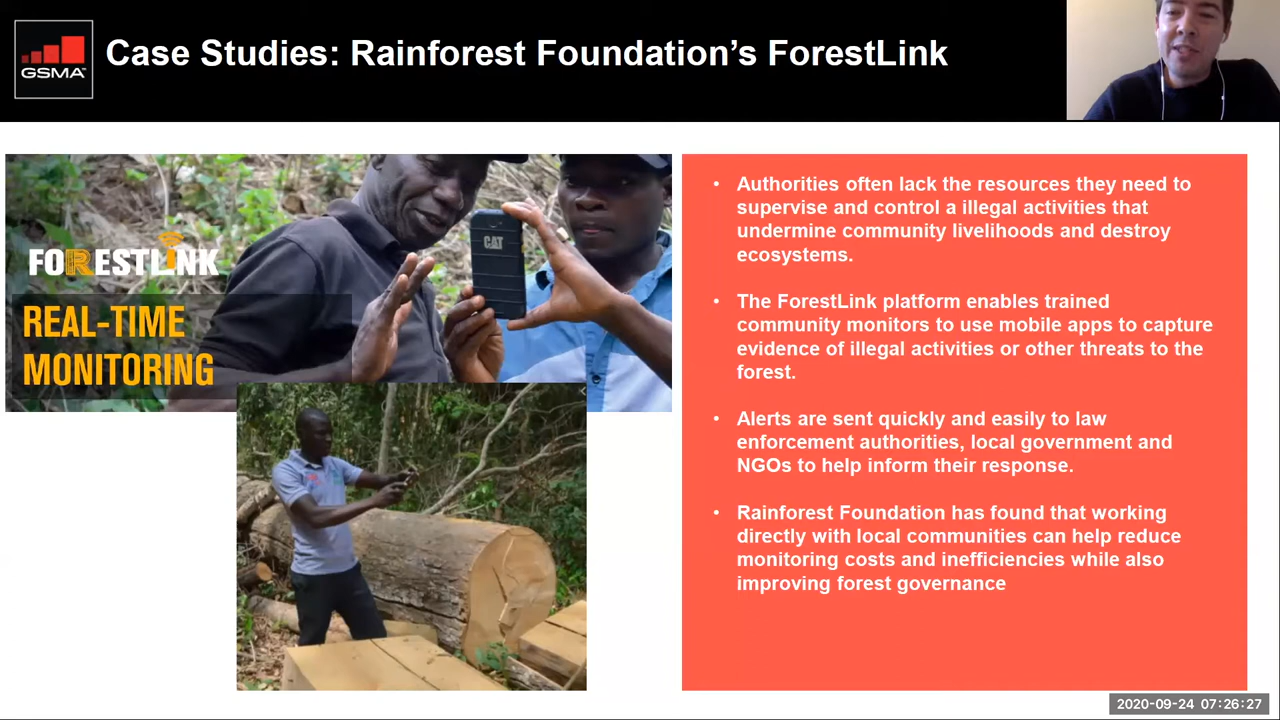 GSMA
Case Studies: Rainforest Foundation's ForestLink
FORESTLINK
REAL-TIME
MONITORING
CAT
• Authorities often lack the resources they need to
supervise and control a illegal activities that
undermine community livelihoods and destroy
ecosystems.
• The ForestLink platform enables trained
community monitors to use mobile apps to capture
evidence of illegal activities or other threats to the
forest.
• Alerts are sent quickly and easily to law
enforcement authorities, local government and
NGOs to help inform their response.
• Rainforest Foundation has found that working
directly with local communities can help reduce
monitoring costs and inefficiencies while also
improving forest governance
2020-09-24 07:26:27